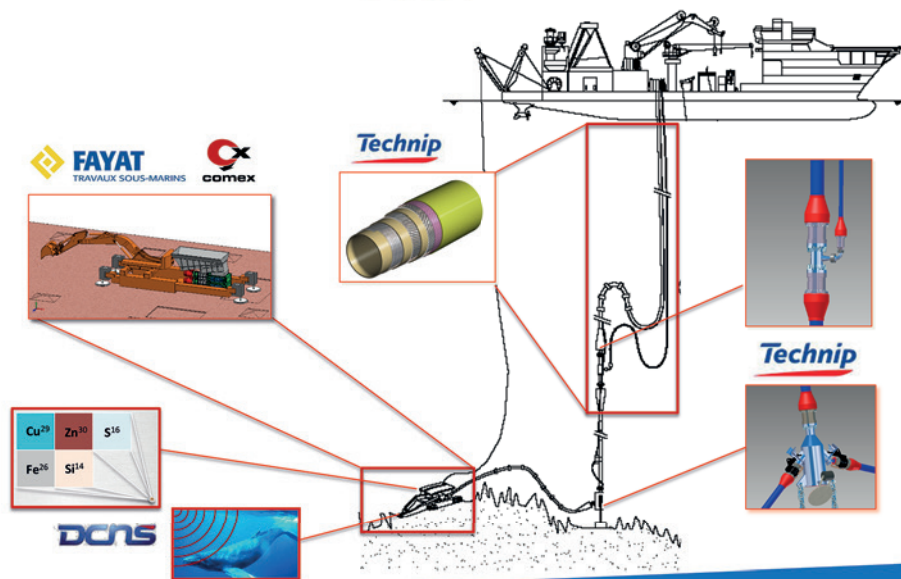 Technip
FAYAT
TRAVAUX SOUS-MARINS
comex
Technip
Cu29 Zn30 S16
Fe26 Si14
DCNS